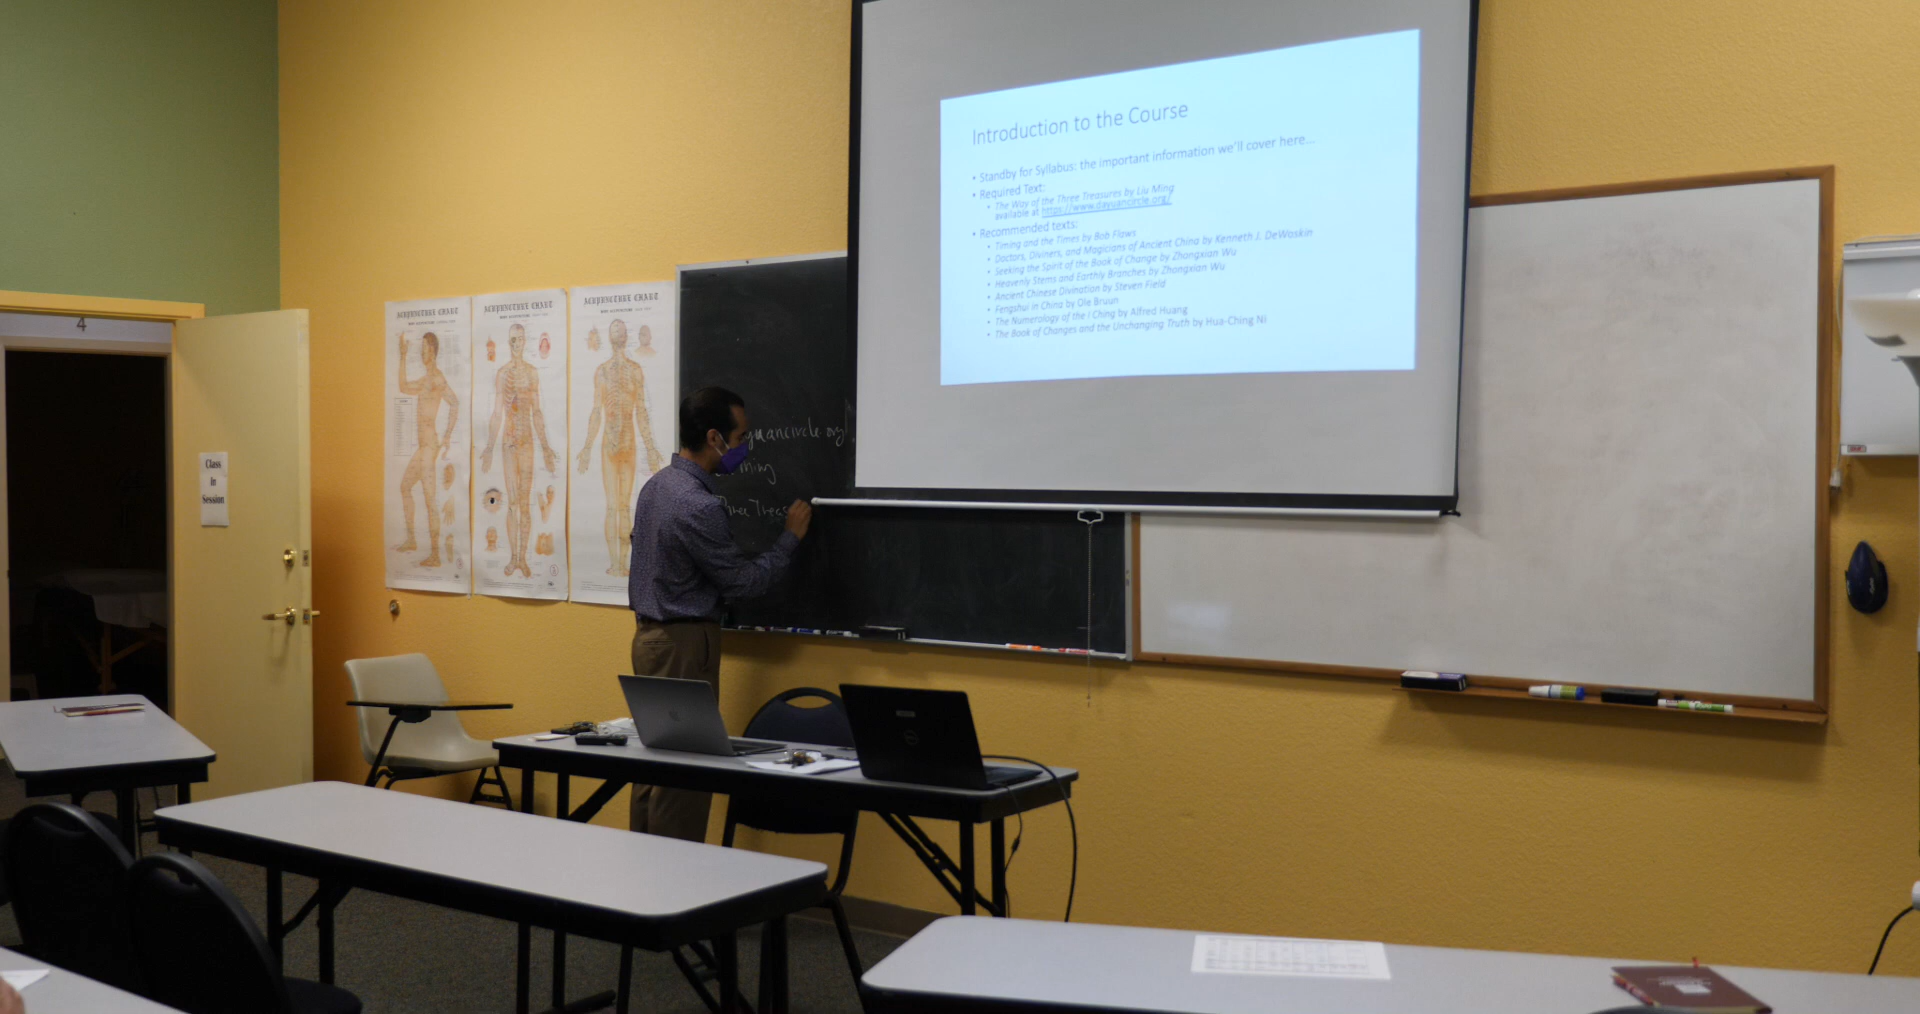 4
Class
In
Session
ACUPUNCTURE CHART
ACUPUNCTURE CHART
ACUPUNCTURE CHART
yuancircle.org/
Ming
Three Treas
Introduction to the Course
• Standby for Syllabus: the important information we'll cover here...
• Required Text:
• The Way of the Three Treasures by Liu Ming
available at https://www.dayuancircle.org/
• Recommended texts:
• Timing and the Times by Bob Flaws
• Doctors, Diviners, and Magicians of Ancient China by Kenneth J. DeWoskin
• Seeking the Spirit of the Book of Change by Zhongxian Wu
• Heavenly Stems and Earthly Branches by Zhongxian Wu
• Ancient Chinese Divination by Steven Field
• Fengshui in China by Ole Bruun
• The Numerology of the I Ching by Alfred Huang
• The Book of Changes and the Unchanging Truth by Hua-Ching Ni